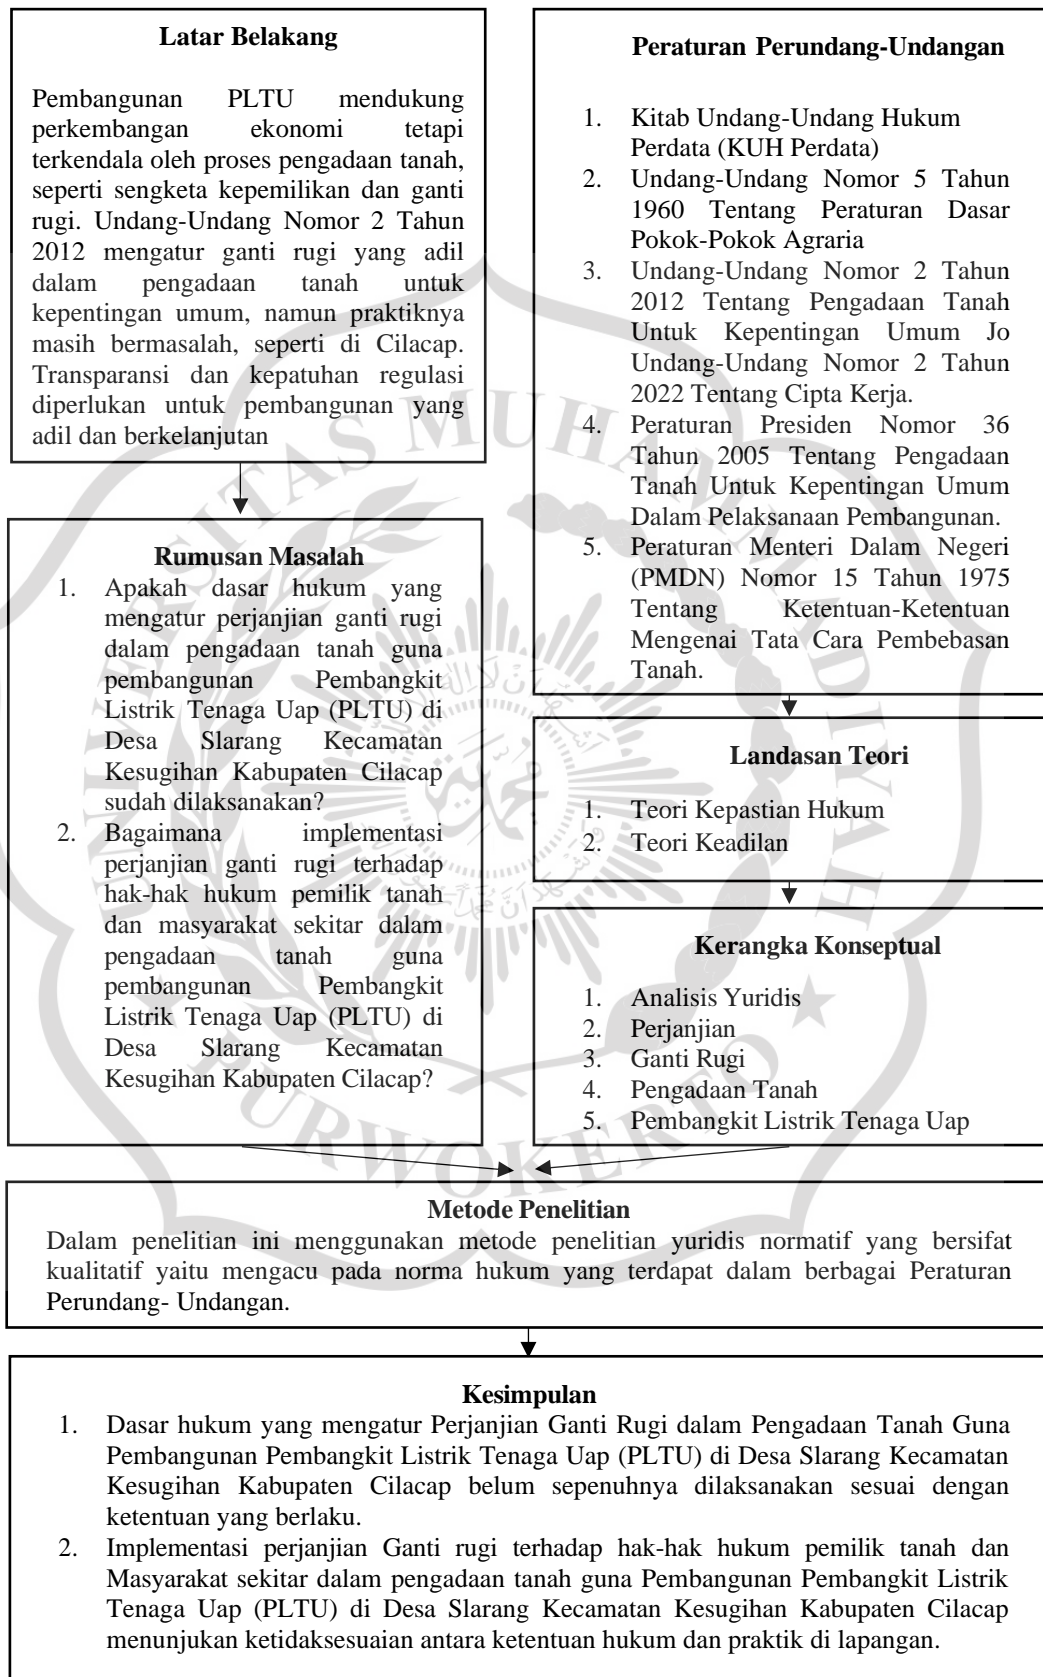 Latar Belakang
Pembangunan PLTU mendukung
perkembangan ekonomi tetapi
terkendala oleh proses pengadaan tanah,
seperti sengketa kepemilikan dan ganti
rugi. Undang-Undang Nomor 2 Tahun
2012 mengatur ganti rugi yang adil
dalam pengadaan tanah untuk
kepentingan umum, namun praktiknya
masih bermasalah, seperti di Cilacap.
Transparansi dan kepatuhan regulasi
diperlukan untuk pembangunan yang
adil dan berkelanjutan
Rumusan Masalah
1. Apakah dasar hukum yang
mengatur perjanjian ganti rugi
dalam pengadaan tanah guna
pembangunan Pembangkit
Listrik Tenaga Uap (PLTU) di
Desa Slarang Kecamatan
Kesugihan Kabupaten Cilacap
sudah dilaksanakan?
2. Bagaimana implementasi
perjanjian ganti rugi terhadap
hak-hak hukum pemilik tanah
dan masyarakat sekitar dalam
pengadaan tanah guna
pembangunan Pembangkit
Listrik Tenaga Uap (PLTU) di
Desa Slarang Kecamatan
Kesugihan Kabupaten Cilacap?
Peraturan Perundang-Undangan
1. Kitab Undang-Undang Hukum
Perdata (KUH Perdata)
2. Undang-Undang Nomor 5 Tahun
1960 Tentang Peraturan Dasar
Pokok-Pokok Agraria
3. Undang-Undang Nomor 2 Tahun
2012 Tentang Pengadaan Tanah
Untuk Kepentingan Umum Jo
Undang-Undang Nomor 2 Tahun
2022 Tentang Cipta Kerja.
4. Peraturan Presiden Nomor 36
Tahun 2005 Tentang Pengadaan
Tanah Untuk Kepentingan Umum
Dalam Pelaksanaan Pembangunan.
5. Peraturan Menteri Dalam Negeri
(PMDN) Nomor 15 Tahun 1975
Tentang Ketentuan-Ketentuan
Mengenai Tata Cara Pembebasan
Tanah.
Landasan Teori
1. Teori Kepastian Hukum
2. Teori Keadilan
Kerangka Konseptual
1. Analisis Yuridis
2. Perjanjian
3. Ganti Rugi
4. Pengadaan Tanah
5. Pembangkit Listrik Tenaga Uap
Metode Penelitian
Dalam penelitian ini menggunakan metode penelitian yuridis normatif yang bersifat
kualitatif yaitu mengacu pada norma hukum yang terdapat dalam berbagai Peraturan
Perundang- Undangan.
Kesimpulan
1. Dasar hukum yang mengatur Perjanjian Ganti Rugi dalam Pengadaan Tanah Guna
Pembangunan Pembangkit Listrik Tenaga Uap (PLTU) di Desa Slarang Kecamatan
Kesugihan Kabupaten Cilacap belum sepenuhnya dilaksanakan sesuai dengan
ketentuan yang berlaku.
2. Implementasi perjanjian Ganti rugi terhadap hak-hak hukum pemilik tanah dan
Masyarakat sekitar dalam pengadaan tanah guna Pembangunan Pembangkit Listrik
Tenaga Uap (PLTU) di Desa Slarang Kecamatan Kesugihan Kabupaten Cilacap
menunjukan ketidaksesuaian antara ketentuan hukum dan praktik di lapangan.
UNIVERSITAS MUHAMMADIYAH
PURWOKERTO